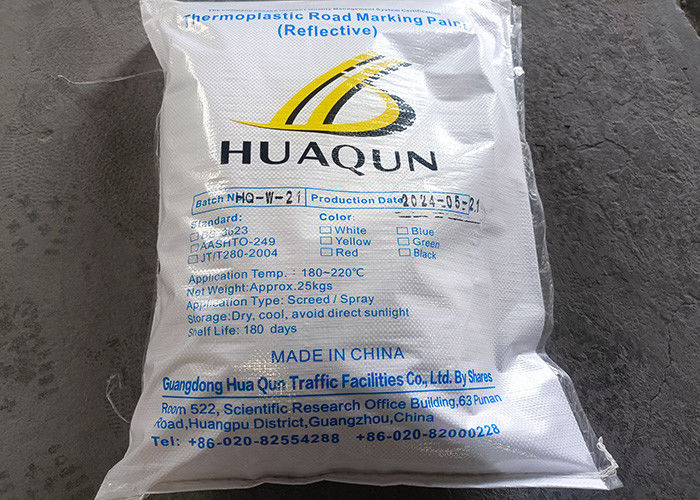 Thermoplastic Road Marking Paint
(Reflective)
HUAQUN
Batch No HQ-W-21 Production Date 2024-05-21
Standard: Color:
BS-3623 White Blue
AASHTO-249 Yellow Green
JT/T280-2004 Red Black
Application Temp.: 180~220℃
Net Weight:Approx.25kgs
Application Type: Screed / Spray
Storage:Dry, cool, avoid direct sunlight
Shelf Life: 180 days
MADE IN CHINA
Guangdong Hua Qun Traffic Facilities Co., Ltd. By Shares
Room 522, Scientific Research Office Building,63 Punan
Road,Huangpu District,Guangzhou,China
Tel: +86-020-82554288 +86-020-82000228